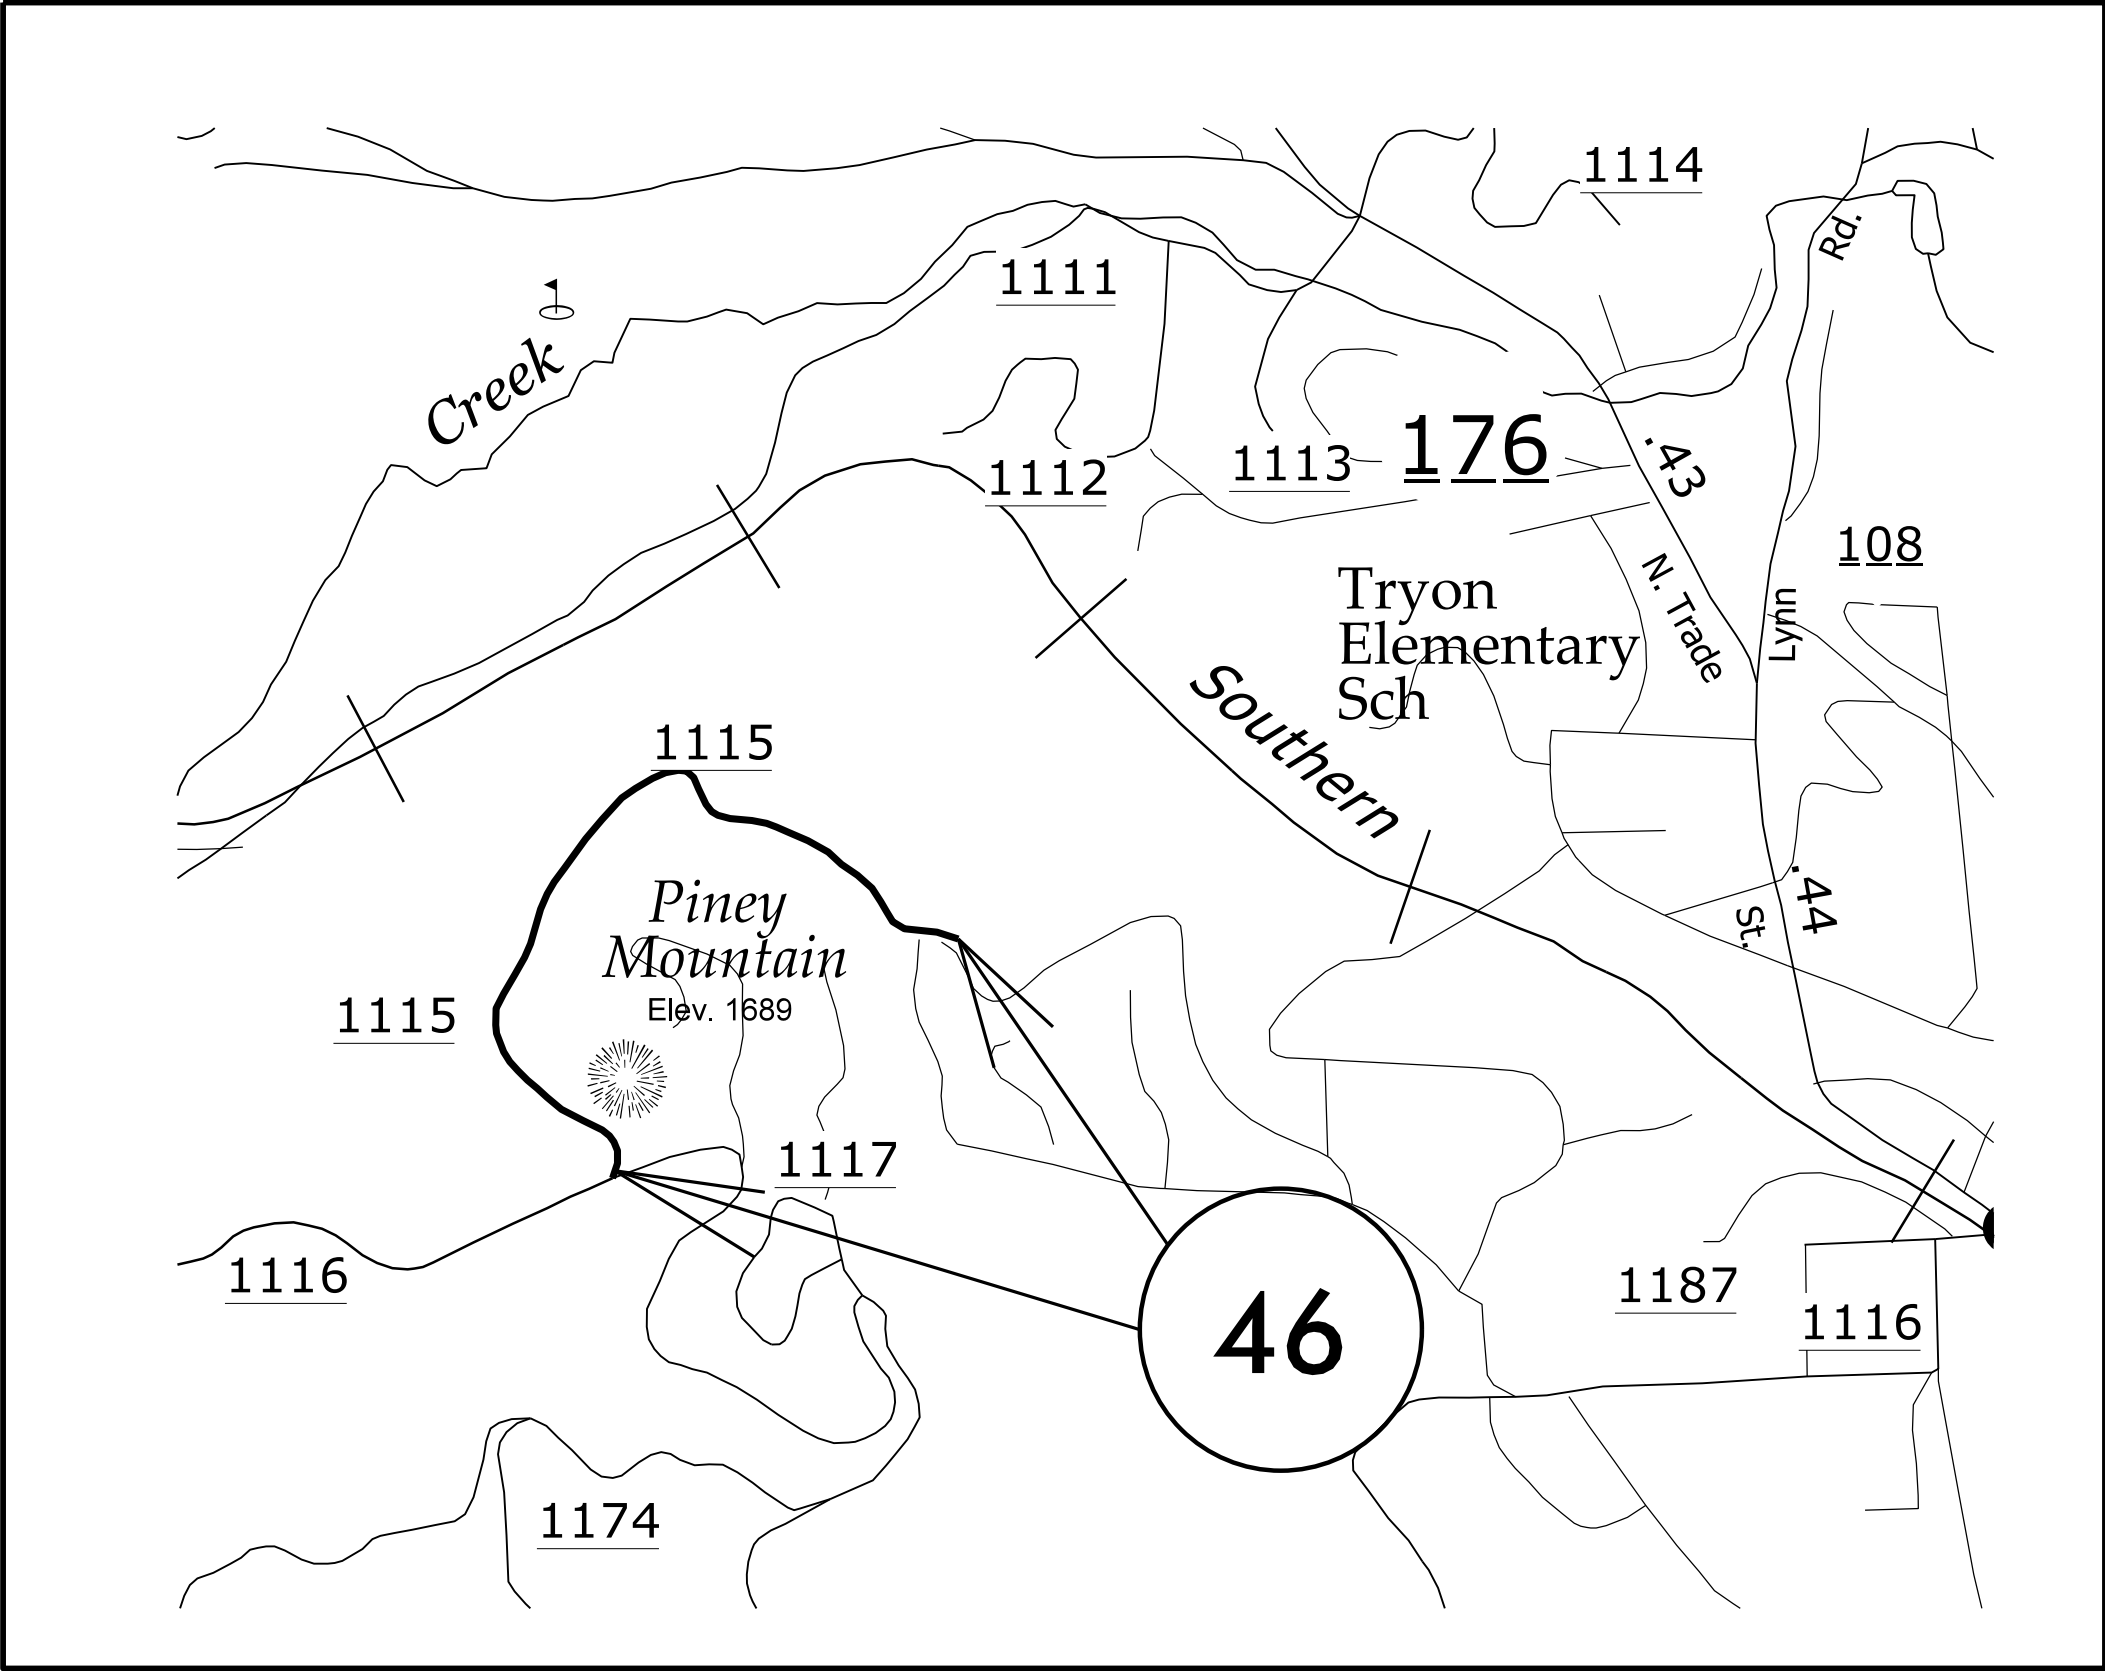 1114
Rd.
1111
Creek
176
.43
1112
1113
108
Tryon
Elementary
Sch
N. Trade
Lynn
Southern
1115
Piney
Mountain
Elev. 1689
.44
St.
1115
1117
1116
46
1187
1116
1174